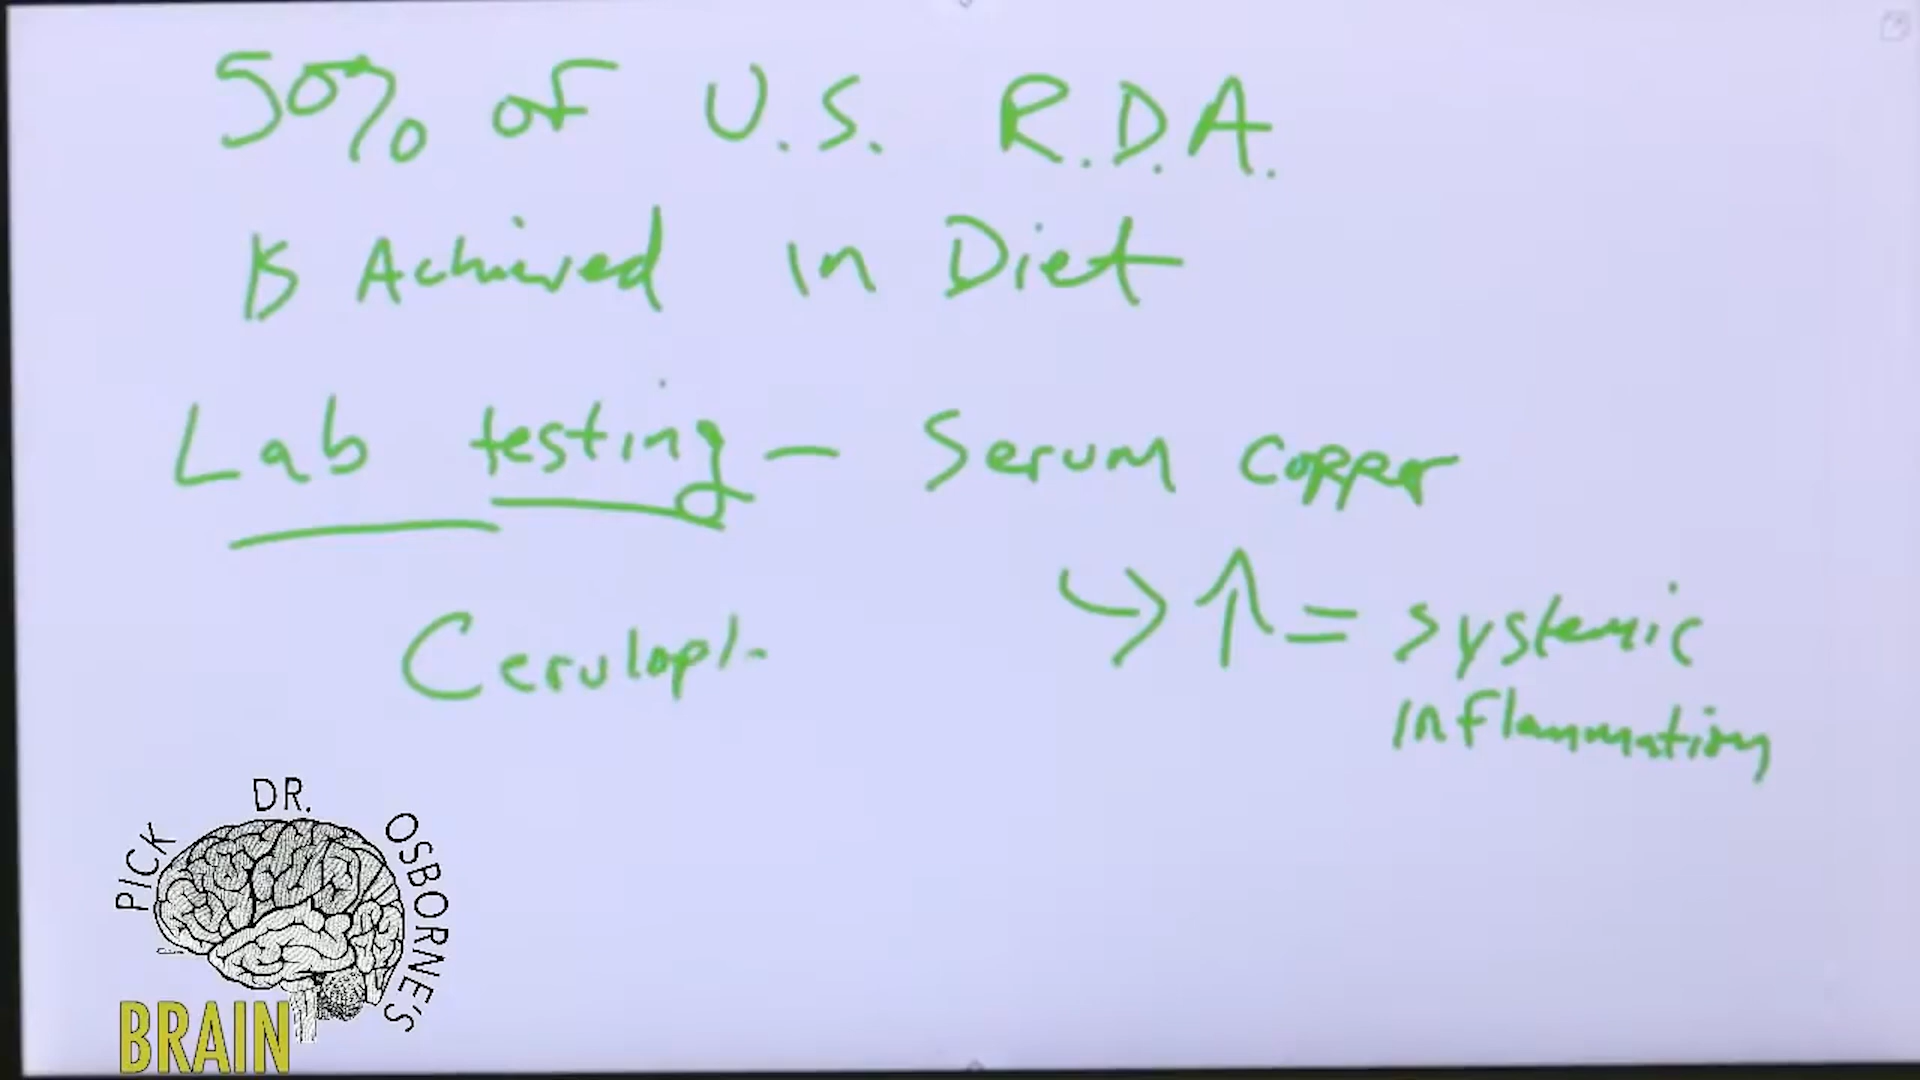 50% of U.S. R.D.A.
is Achieved in Diet
Lab testing – Serum copper
↑ = systemic
inflammation
Cerulopl
PICK DR. OSBORNE'S
BRAIN